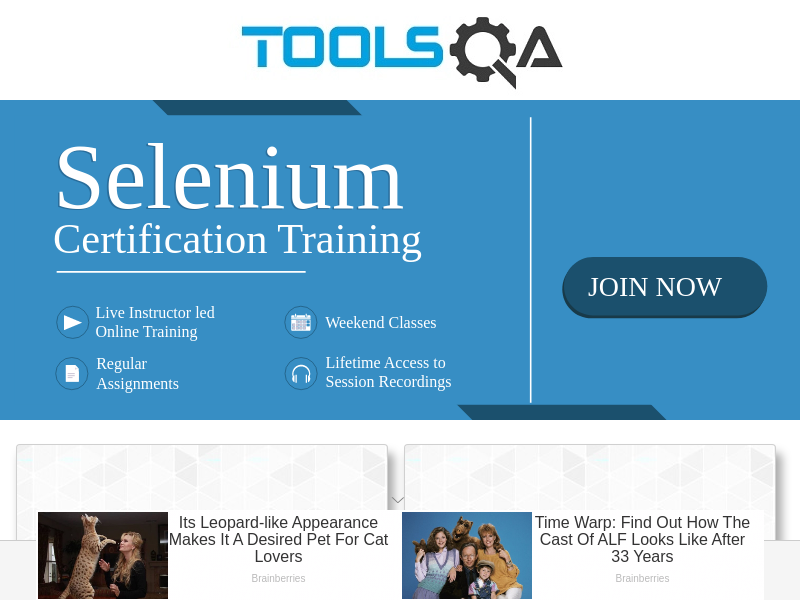 TOOLSQA
Selenium
Certification Training
JOIN NOW
Live Instructor led
Online Training
Weekend Classes
Regular
Assignments
Lifetime Access to
Session Recordings
Its Leopard-like Appearance
Makes It A Desired Pet For Cat
Lovers
Brainberries
Time Warp: Find Out How The
Cast Of ALF Looks Like After
33 Years
Brainberries